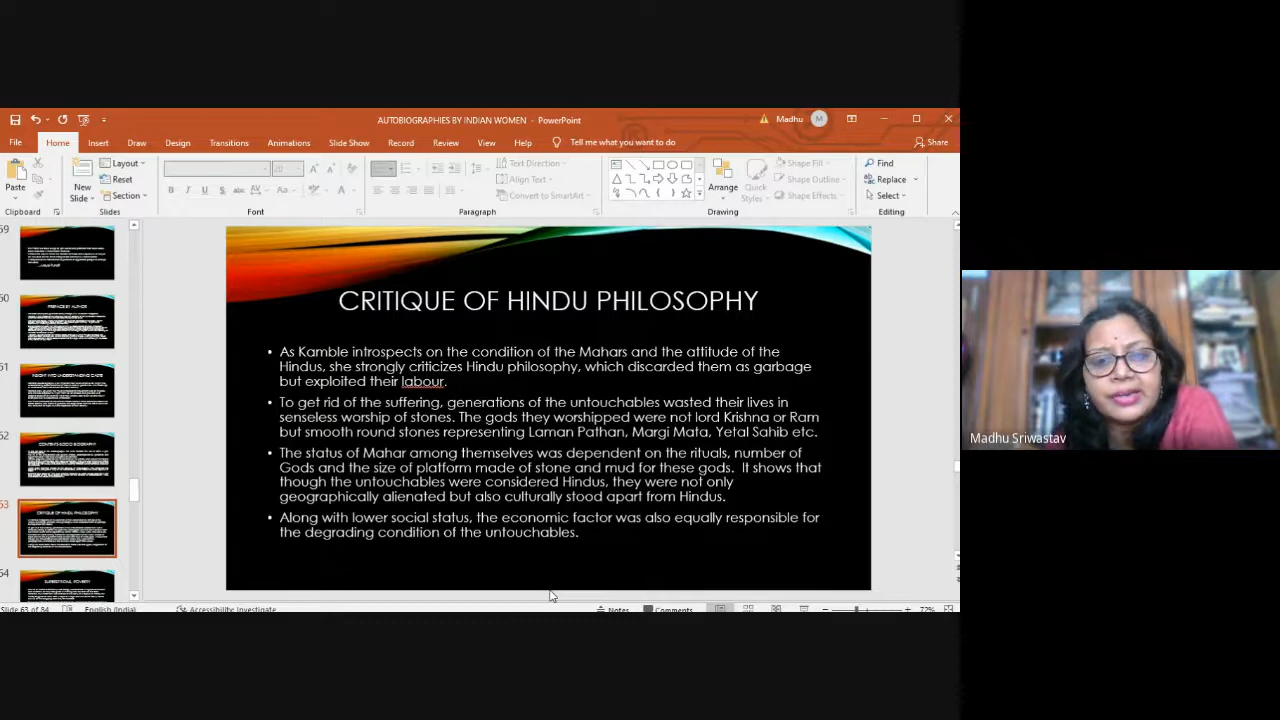 AUTOBIOGRAPHIES BY INDIAN WOMEN - PowerPoint
Madhu
M
File Home Insert Draw Design Transitions Animations Slide Show Record Review View Help Tell me what you want to do
Share
Paste
New
Slide
Layout
Reset
Section
Text Direction
Align Text
Convert to SmartArt
Arrange
Quick
Styles
Shape Fill
Shape Outline
Shape Effects
Find
Replace
Select
Clipboard
Slides
Font
Paragraph
Drawing
Editing
CRITIQUE OF HINDU PHILOSOPHY
• As Kamble introspects on the condition of the Mahars and the attitude of the
Hindus, she strongly criticizes Hindu philosophy, which discarded them as garbage
but exploited their labour.
• To get rid of the suffering, generations of the untouchables wasted their lives in
senseless worship of stones. The gods they worshipped were not lord Krishna or Ram
but smooth round stones representing Laman Pathan, Margi Mata, Yetal Sahib etc.
• The status of Mahar among themselves was dependent on the rituals, number of
Gods and the size of platform made of stone and mud for these gods. It shows that
though the untouchables were considered Hindus, they were not only
geographically alienated but also culturally stood apart from Hindus.
• Along with lower social status, the economic factor was also equally responsible for
the degrading condition of the untouchables.
Slide 63 of 84
English (India)
Accessibility: Investigate
Notes
Comments
72%
Madhu Sriwastav